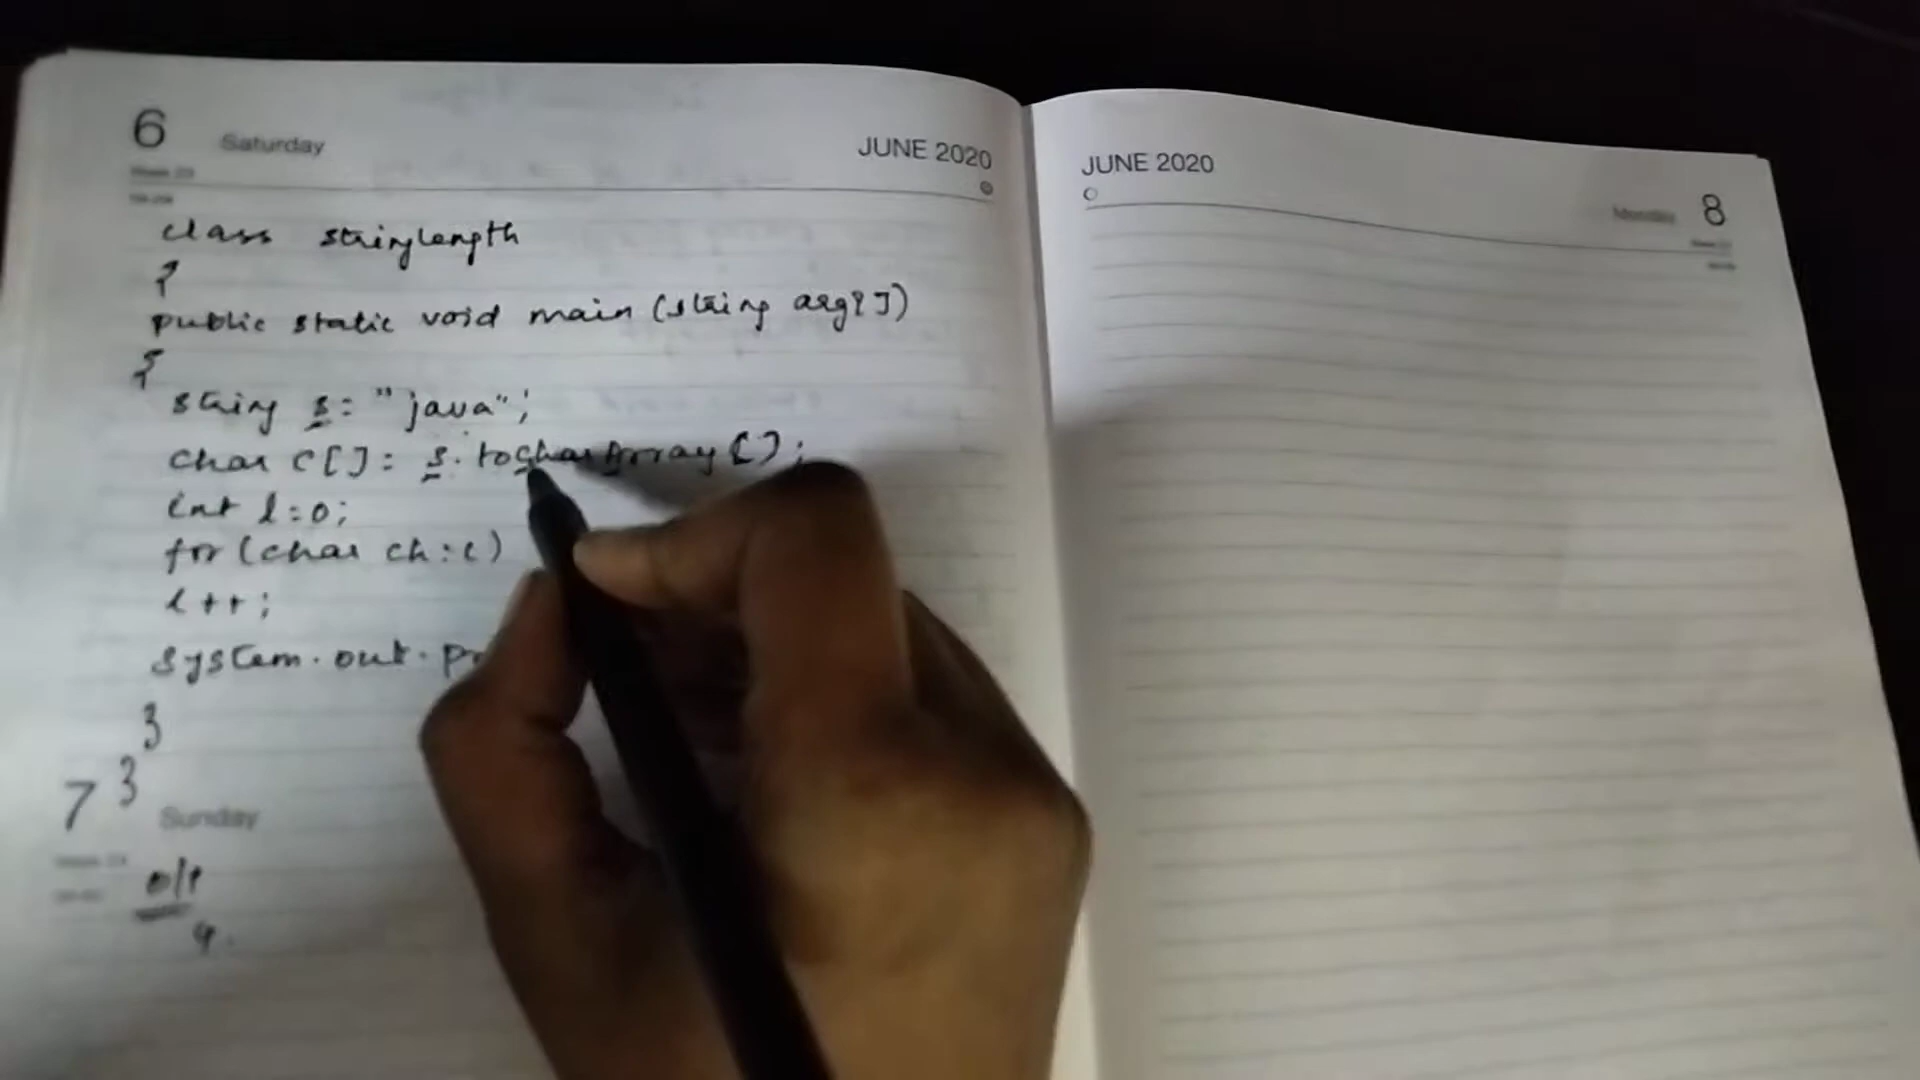 6 Saturday JUNE 2020
class stringlength
{
public static void main (string arg[])
{
string s = "java";
char c[] = s.toCharArray();
int l=0;
for (char ch:c)
l++;
system.out.
}
}
7 Sunday
o/p
4.
JUNE 2020
Monday 8